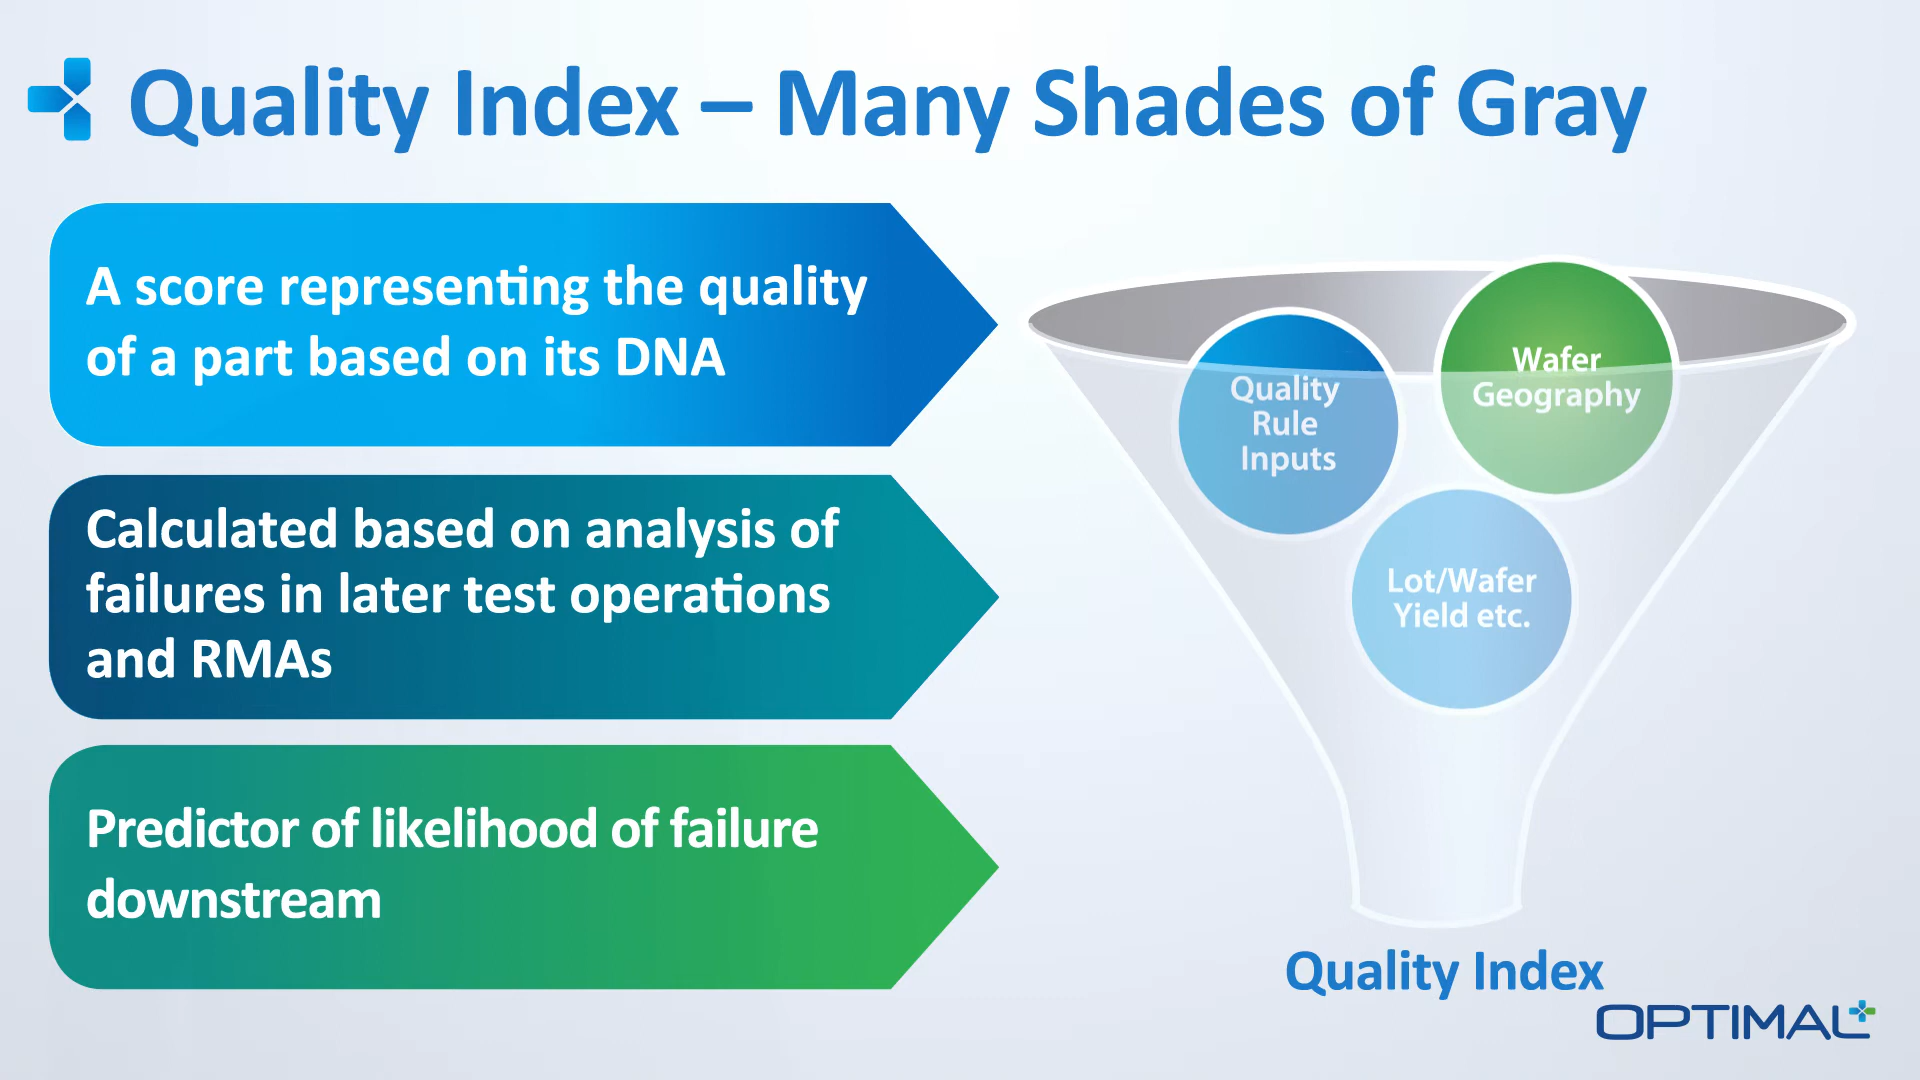 Quality Index – Many Shades of Gray
A score representing the quality
of a part based on its DNA
Calculated based on analysis of
failures in later test operations
and RMAs
Predictor of likelihood of failure
downstream
Quality
Rule
Inputs
Wafer
Geography
Lot/Wafer
Yield etc.
Quality Index
OPTIMAL+